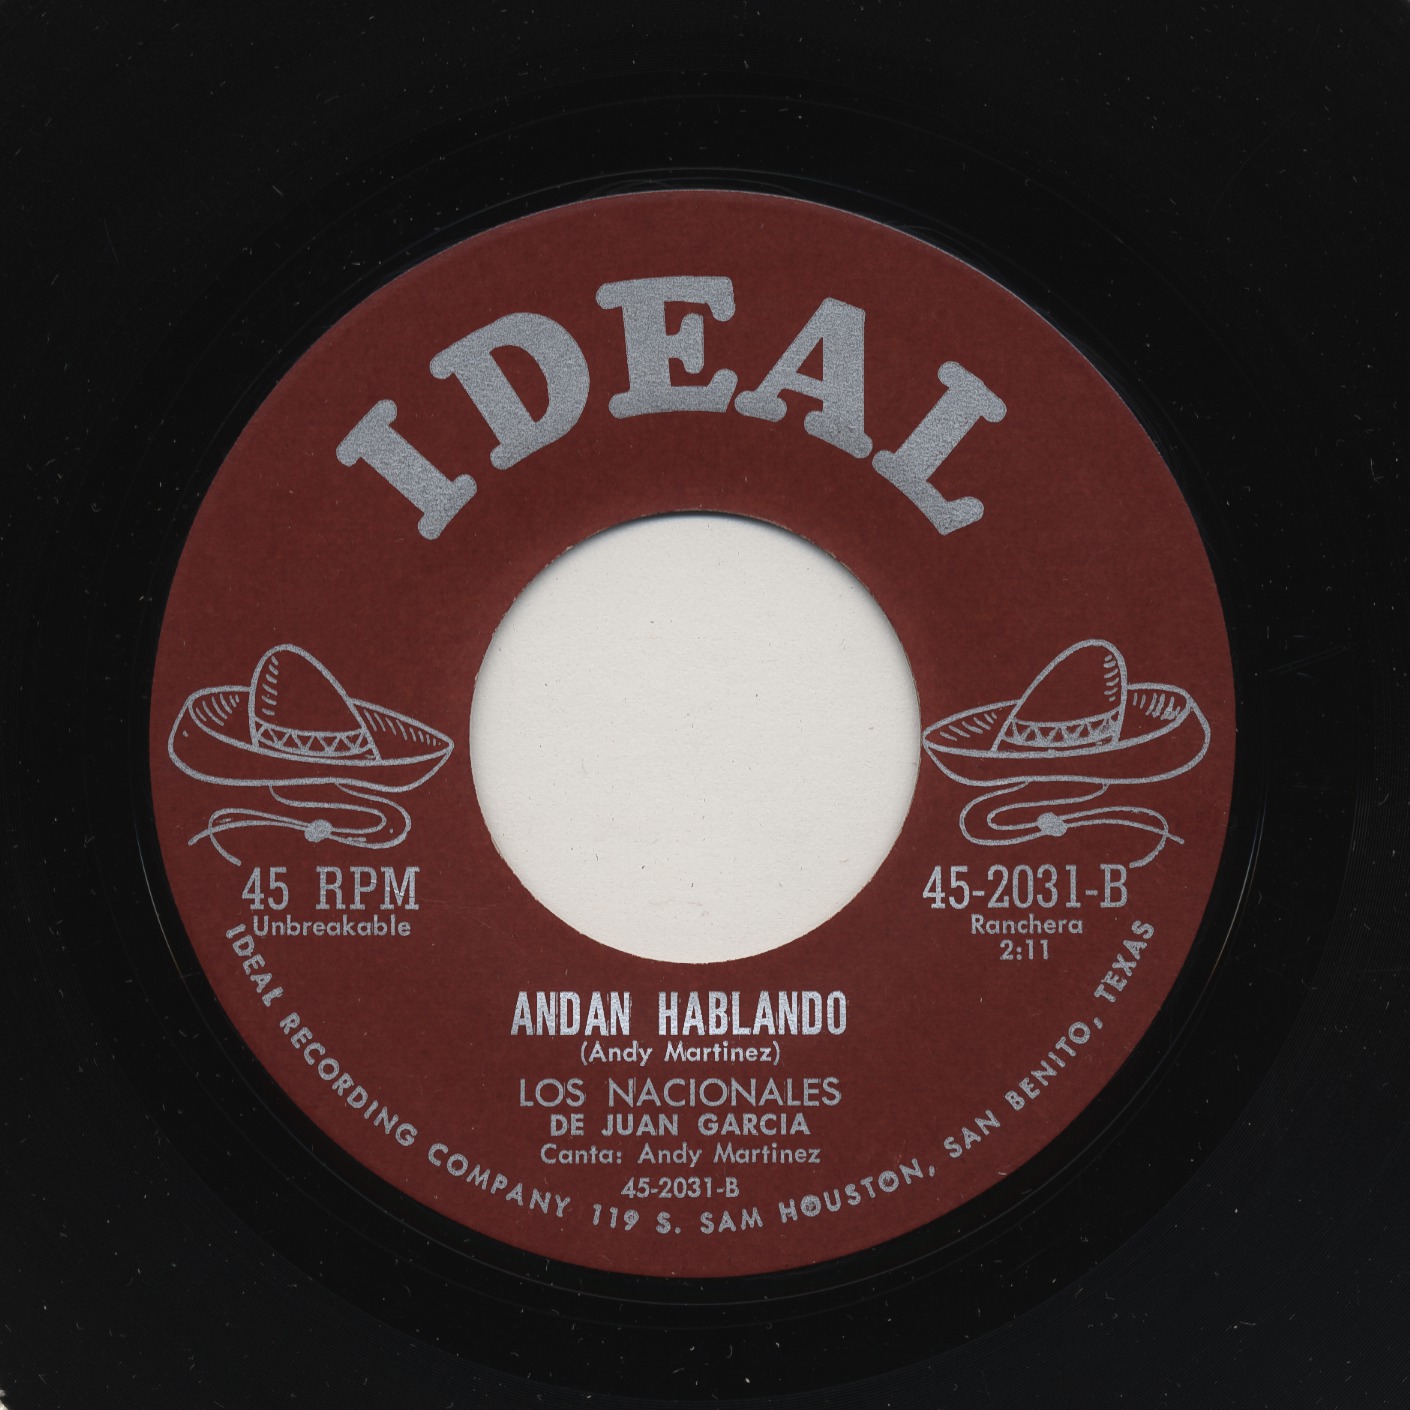 IDEAL
45 RPM
Unbreakable
45-2031-B
Ranchera
2:11
ANDAN HABLANDO
(Andy Martinez)
LOS NACIONALES
DE JUAN GARCIA
Canta: Andy Martinez
45-2031-B
IDEAL RECORDING COMPANY 119 S. SAM HOUSTON, SAN BENITO, TEXAS